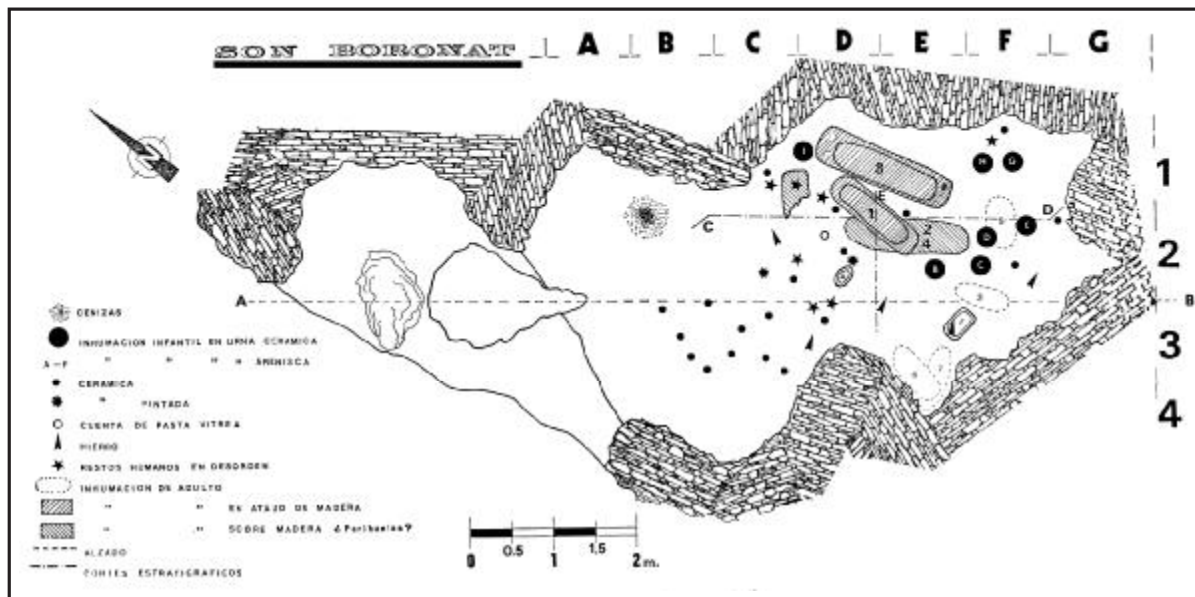 SON BORONAT
A B C D E F G
1
2
3
4
A
B
C
D
CENIZAS
INHUMACION INFANTIL EN URNA CERAMICA
A-F " " " " ARENISCA
CERAMICA
" PINTADA
CUENTA DE PASTA VITREA
HIERRO
RESTOS HUMANOS EN DESORDEN
INHUMACION DE ADULTO
" " EN ATAUD DE MADERA
" " SOBRE MADERA ¿Parihuelas?
ALZADO
CORTES ESTRATIGRAFICOS
0 0.5 1 1.5 2 m.